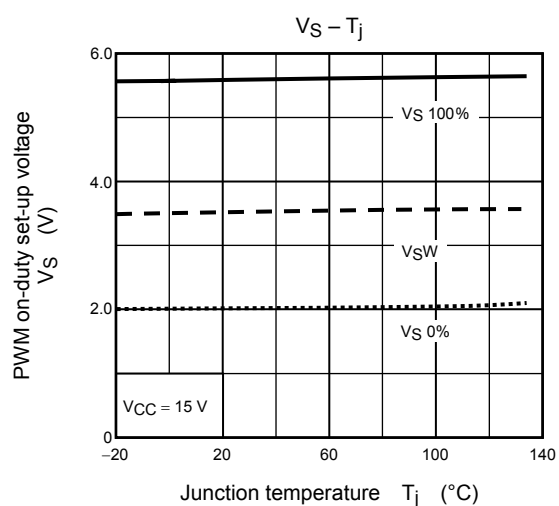 VS – Tj
6.0
4.0
2.0
0
PWM on-duty set-up voltage
VS (V)
VS 100%
VSW
VS 0%
VCC = 15 V
–20 20 60 100 140
Junction temperature Tj (°C)